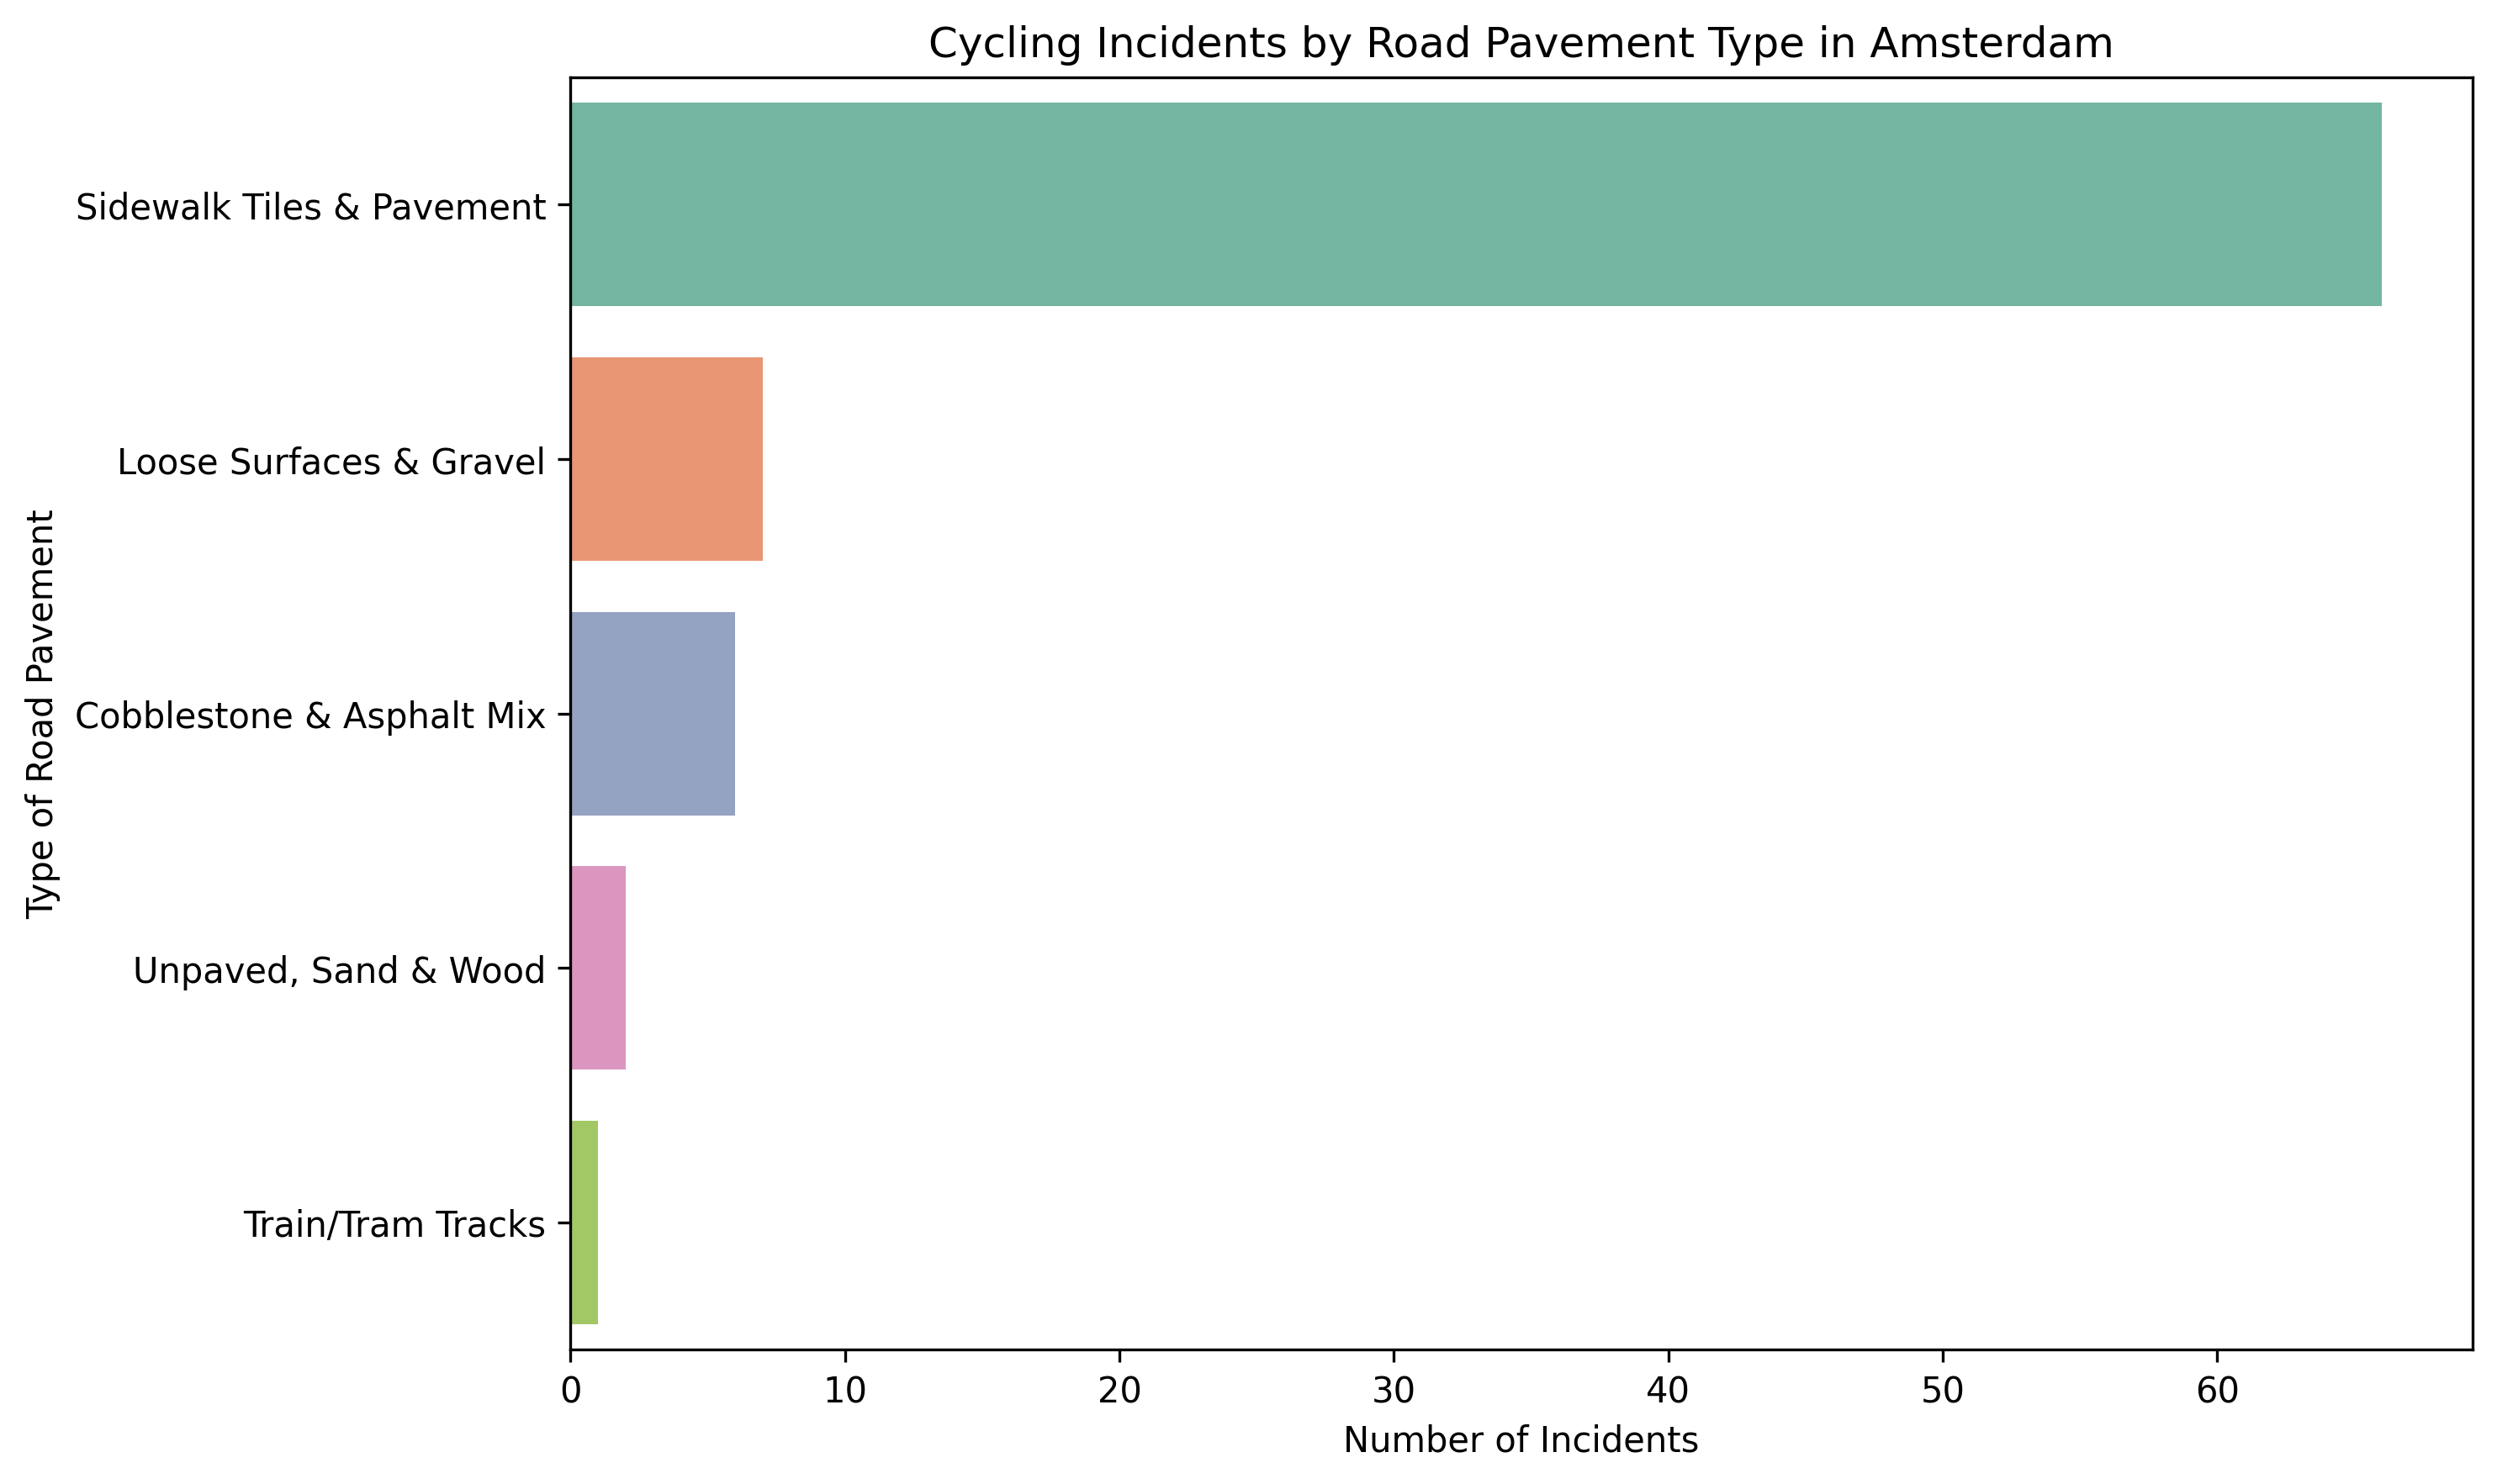 Cycling Incidents by Road Pavement Type in Amsterdam
Type of Road Pavement
Sidewalk Tiles & Pavement
Loose Surfaces & Gravel
Cobblestone & Asphalt Mix
Unpaved, Sand & Wood
Train/Tram Tracks
0 10 20 30 40 50 60
Number of Incidents